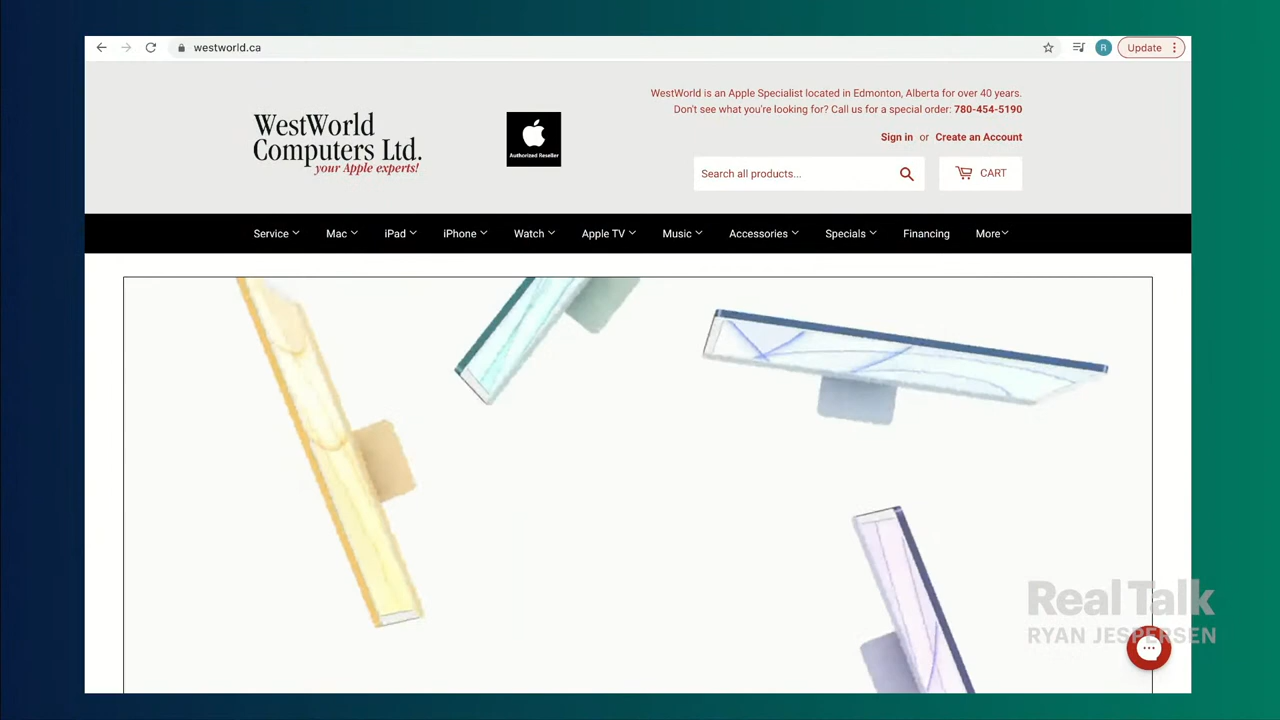 westworld.ca
R
Update
WestWorld is an Apple Specialist located in Edmonton, Alberta for over 40 years.
Don't see what you're looking for? Call us for a special order: 780-454-5190
WestWorld
Computers Ltd.
your Apple experts!
Authorized Reseller
Sign in or Create an Account
Search all products...
CART
Service Mac iPad iPhone Watch Apple TV Music Accessories Specials Financing More
Real Talk
RYAN JESPERSEN